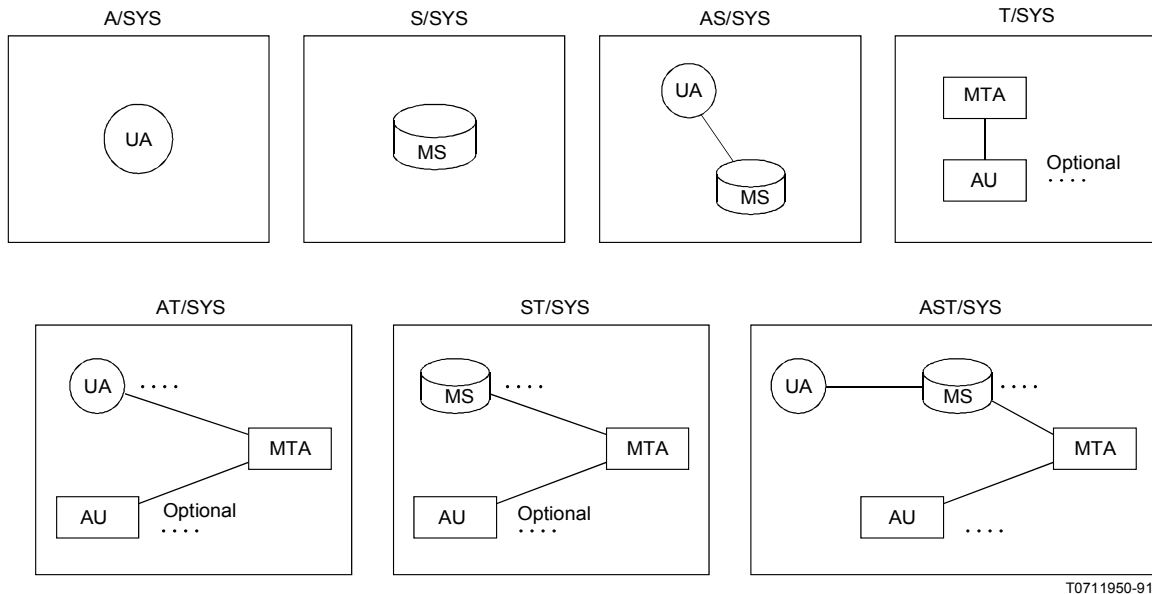 A/SYS
S/SYS
AS/SYS
T/SYS
UA
MS
UA
MS
MTA
AU
Optional
. . . .
AT/SYS
ST/SYS
AST/SYS
UA . . . .
MTA
AU
Optional
. . . .
MS . . . .
MTA
AU
Optional
. . . .
UA
MS . . . .
MTA
AU . . . .
T0711950-91